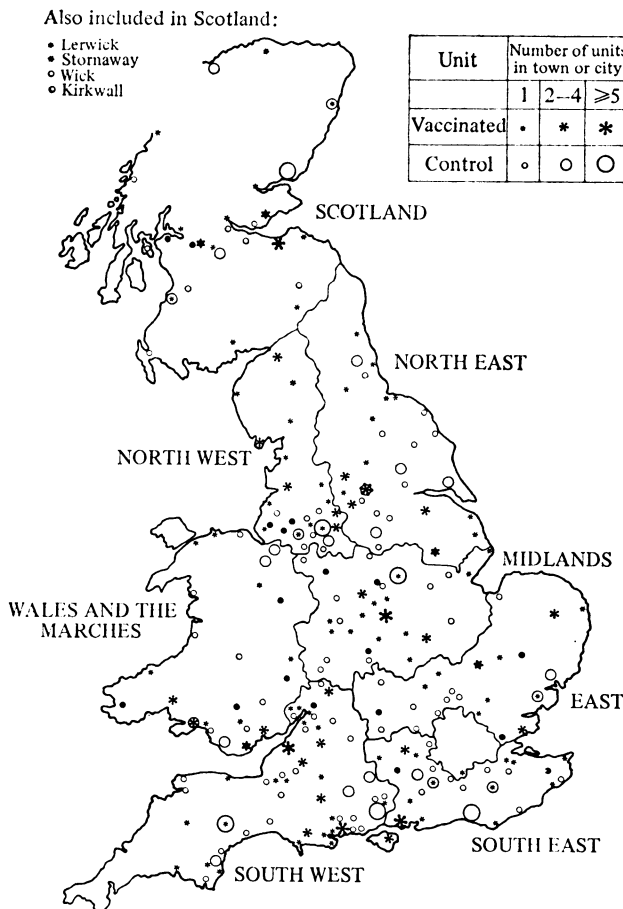 Also included in Scotland:
Lerwick
Stornaway
Wick
Kirkwall
Unit
Number of units
in town or city
1
2–4
⩾5
Vaccinated
Control
SCOTLAND
NORTH EAST
NORTH WEST
MIDLANDS
WALES AND THE
MARCHES
EAST
SOUTH EAST
SOUTH WEST